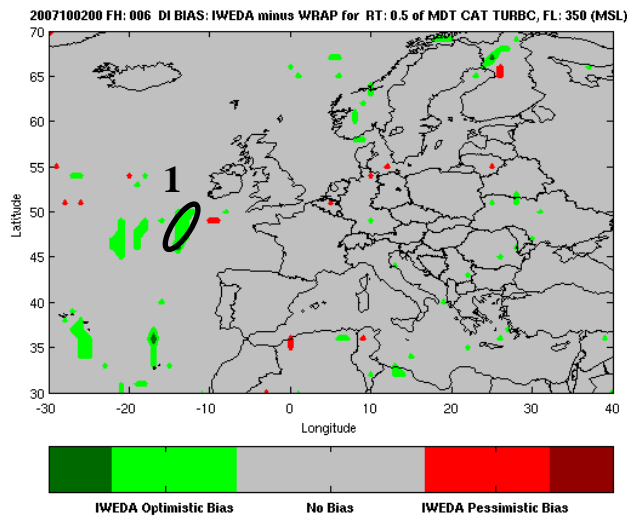 2007100200 FH: 006 DI BIAS: IWEDA minus WRAP for RT: 0.5 of MDT CAT TURBC, FL: 350 (MSL)
70
65
60
55
50
45
40
35
30
Latitude
1
-30 -20 -10 0 10 20 30 40
Longitude
IWEDA Optimistic Bias No Bias IWEDA Pessimistic Bias